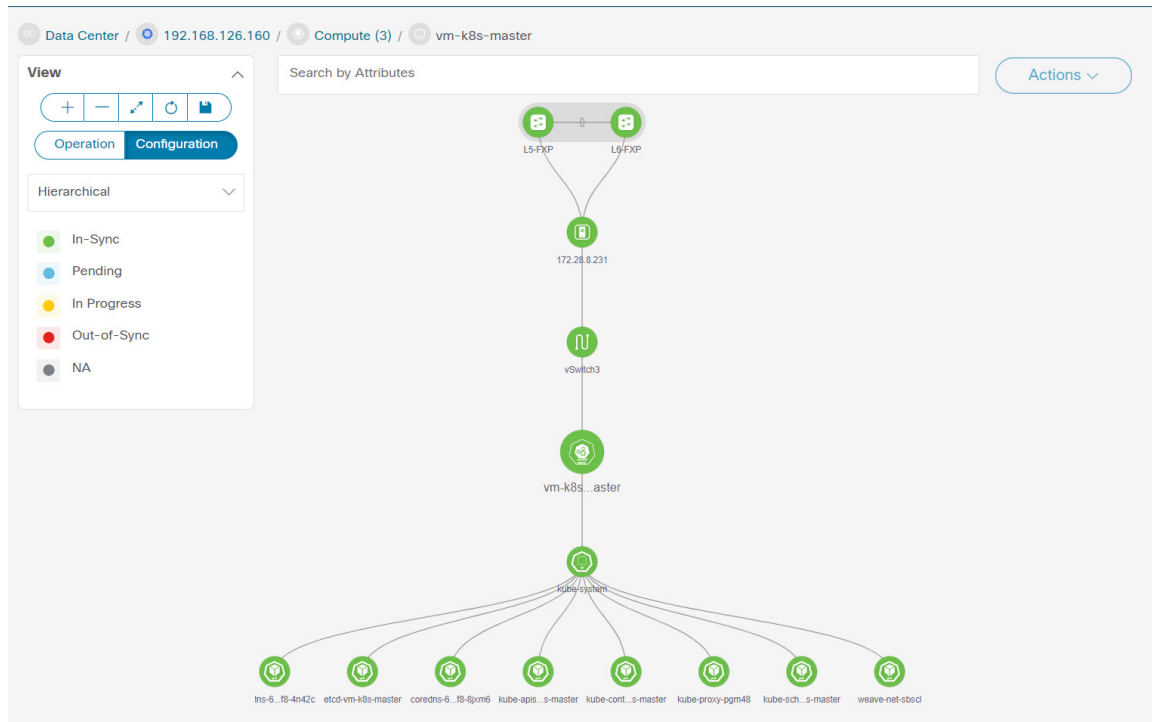 DC Data Center / 192.168.126.160 / Compute (3) / vm-k8s-master
View
Search by Attributes
Actions
Operation Configuration
Hierarchical
In-Sync
Pending
In Progress
Out-of-Sync
NA
L5-FXP L6-FXP
172.28.8.231
vSwitch3
vm-k8s...aster
kube-system
lns-6...f8-4n42c etcd-vm-k8s-master coredns-6...f8-8jxm6 kube-apis...s-master kube-cont...s-master kube-proxy-pgm48 kube-sch...s-master weave-net-sbscl